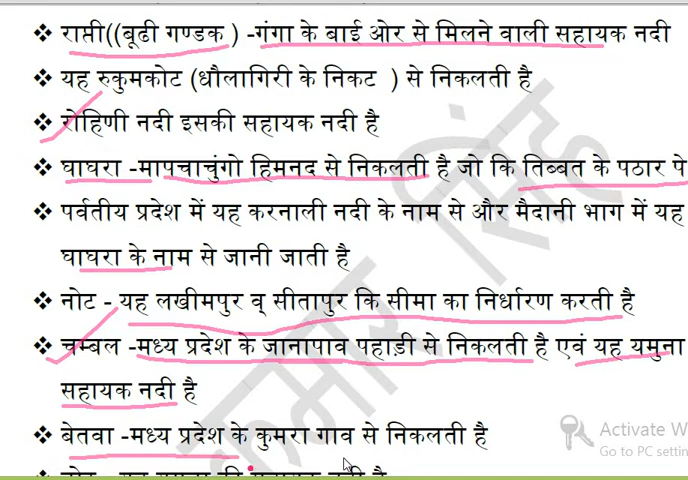 ❖ राप्ती((बूढी गण्डक ) -गंगा के बाई ओर से मिलने वाली सहायक नदी
❖ यह रुकुमकोट (धौलागिरी के निकट ) से निकलती है
❖ रोहिणी नदी इसकी सहायक नदी है
❖ घाघरा -मापचाचुंगो हिमनद से निकलती है जो कि तिब्बत के पठार पे
❖ पर्वतीय प्रदेश में यह करनाली नदी के नाम से और मैदानी भाग में यह
घाघरा के नाम से जानी जाती है
❖ नोट - यह लखीमपुर व् सीतापुर कि सीमा का निर्धारण करती है
❖ चम्बल -मध्य प्रदेश के जानापाव पहाड़ी से निकलती है एवं यह यमुना
सहायक नदी है
❖ बेतवा -मध्य प्रदेश के कुमरा गाव से निकलती है
कुमार सिंह
Activate W
Go to PC settin